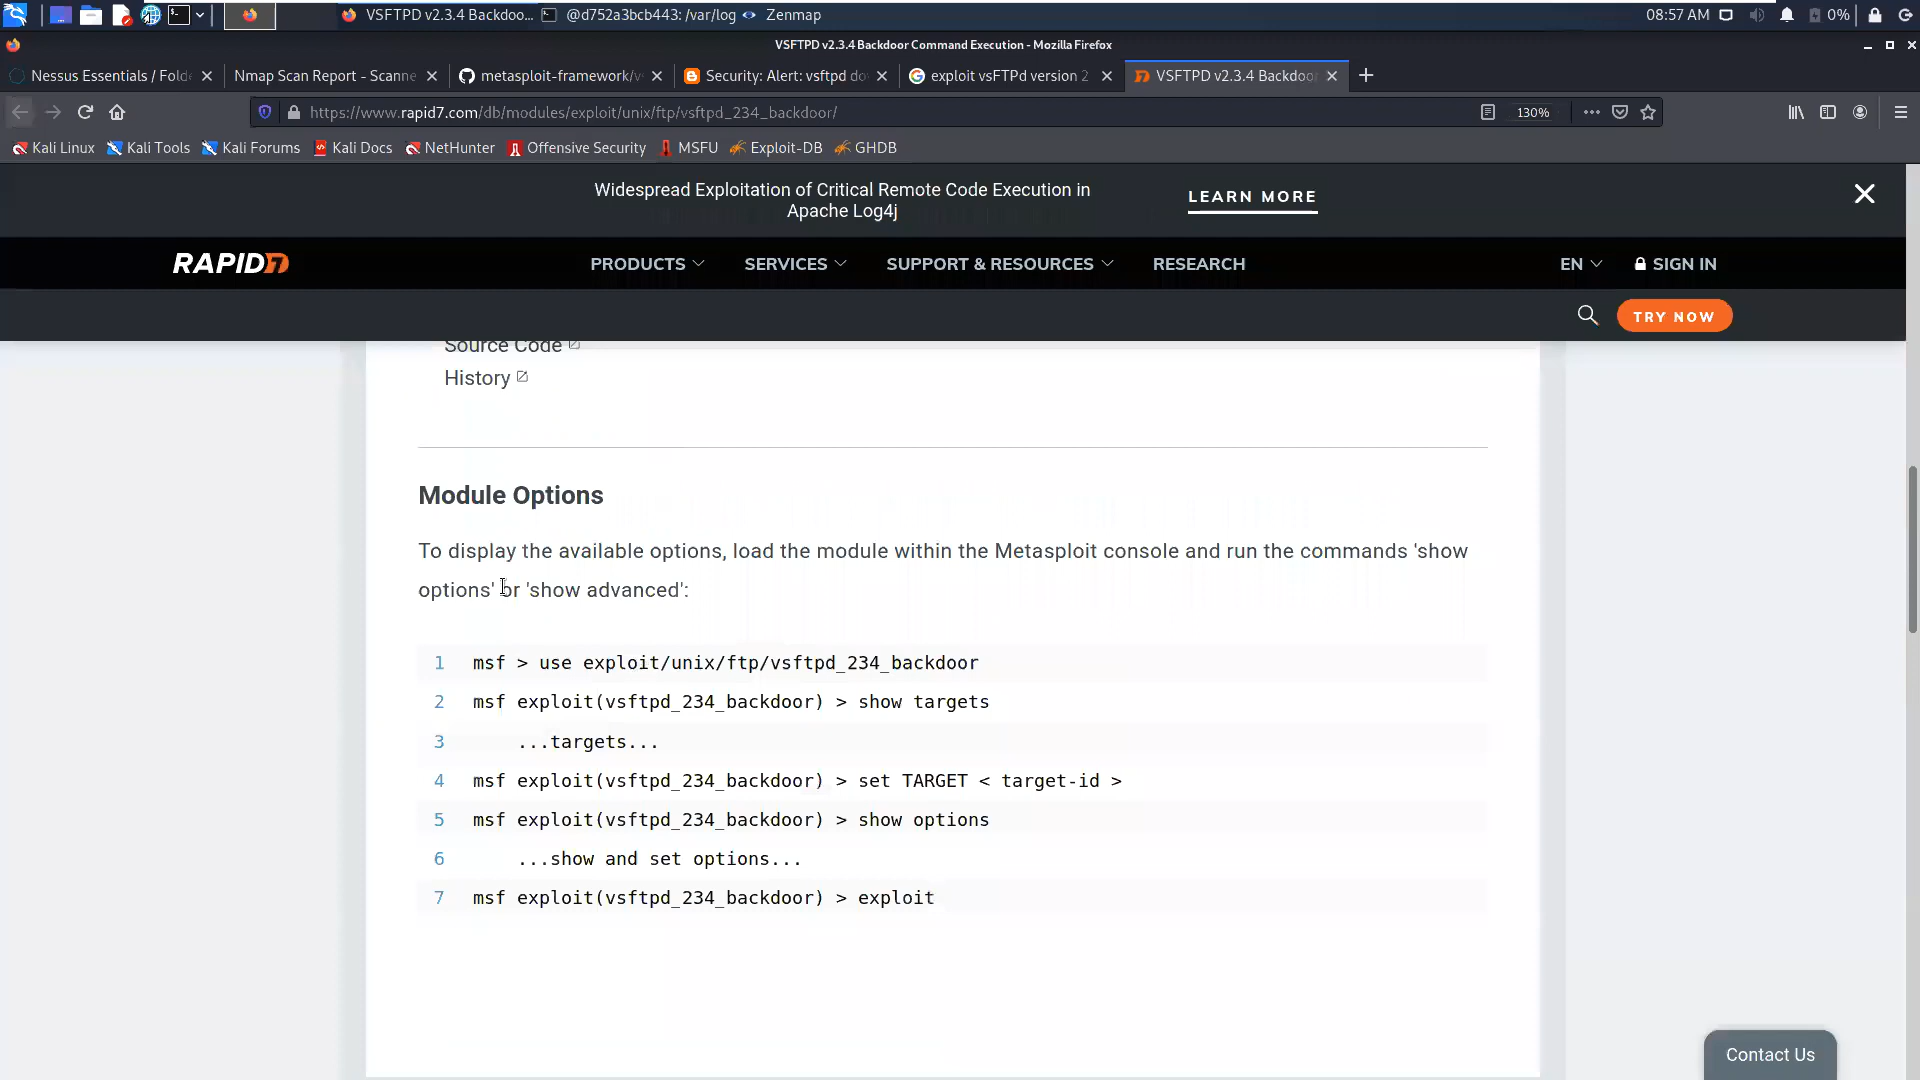 VSFTPD v2.3.4 Backdoo... @d752a3bcb443: /var/log Zenmap 08:57 AM 0%
VSFTPD v2.3.4 Backdoor Command Execution - Mozilla Firefox
Nessus Essentials / Fold Nmap Scan Report - Scanne metasploit-framework/v Security: Alert: vsftpd do exploit vsFTPd version 2 VSFTPD v2.3.4 Backdoor
https://www.rapid7.com/db/modules/exploit/unix/ftp/vsftpd_234_backdoor/ 130%
Kali Linux Kali Tools Kali Forums Kali Docs NetHunter Offensive Security MSFU Exploit-DB GHDB
Widespread Exploitation of Critical Remote Code Execution in
Apache Log4j
LEARN MORE
RAPID7 PRODUCTS SERVICES SUPPORT & RESOURCES RESEARCH EN SIGN IN
TRY NOW
Source Code
History
Module Options
To display the available options, load the module within the Metasploit console and run the commands 'show
options' or 'show advanced':
1 msf > use exploit/unix/ftp/vsftpd_234_backdoor
2 msf exploit(vsftpd_234_backdoor) > show targets
3 ...targets...
4 msf exploit(vsftpd_234_backdoor) > set TARGET < target-id >
5 msf exploit(vsftpd_234_backdoor) > show options
6 ...show and set options...
7 msf exploit(vsftpd_234_backdoor) > exploit
Contact Us